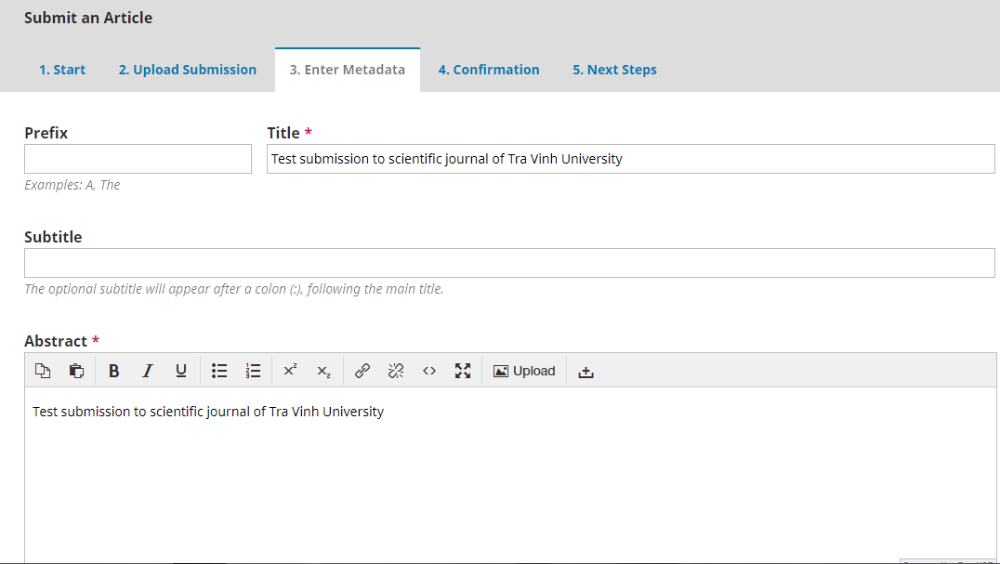 Submit an Article
1. Start 2. Upload Submission 3. Enter Metadata 4. Confirmation 5. Next Steps
Prefix Title *
Test submission to scientific journal of Tra Vinh University
Examples: A, The
Subtitle
The optional subtitle will appear after a colon (:), following the main title.
Abstract *
B I U x² x₂ <> Upload
Test submission to scientific journal of Tra Vinh University